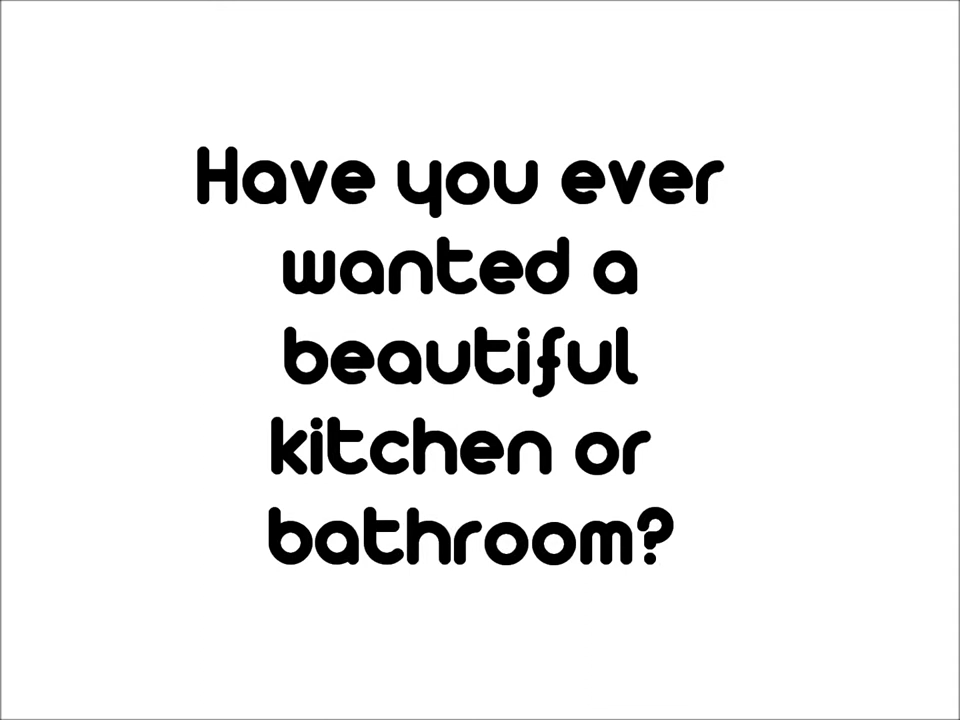 Have you ever
wanted a
beautiful
kitchen or
bathroom?